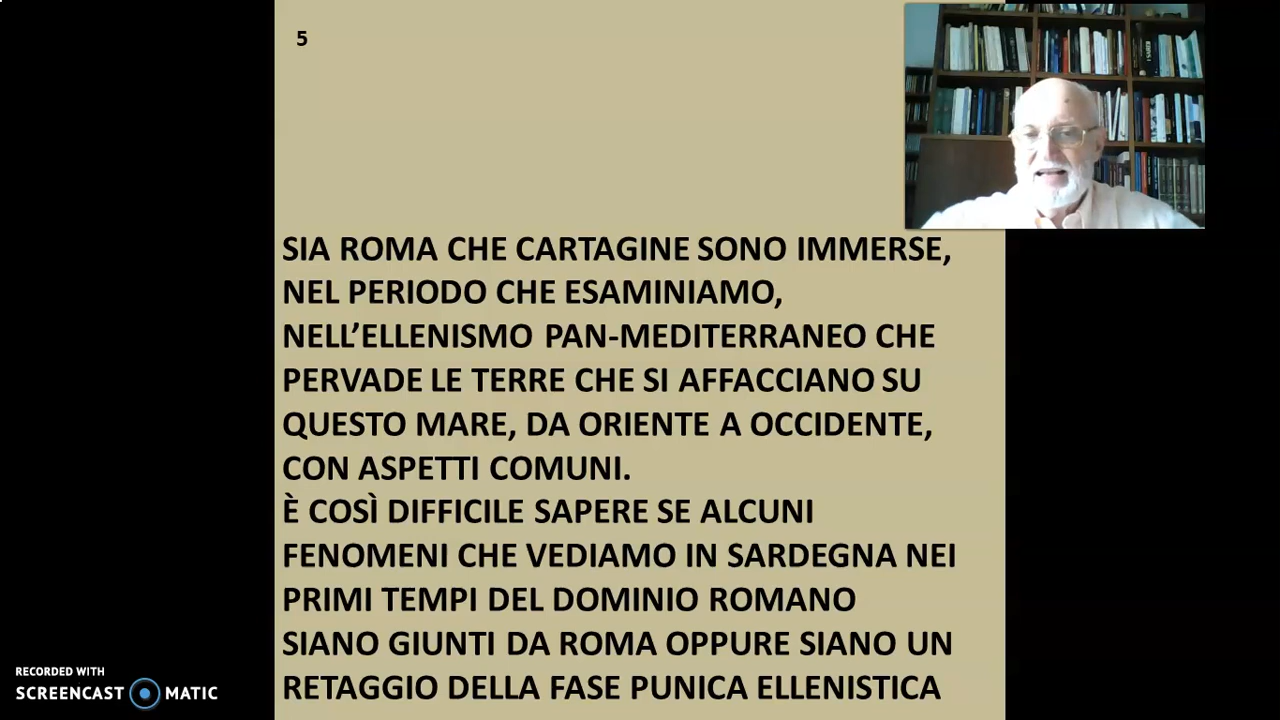 5
SIA ROMA CHE CARTAGINE SONO IMMERSE,
NEL PERIODO CHE ESAMINIAMO,
NELL’ELLENISMO PAN-MEDITERRANEO CHE
PERVADE LE TERRE CHE SI AFFACCIANO SU
QUESTO MARE, DA ORIENTE A OCCIDENTE,
CON ASPETTI COMUNI.
È COSÌ DIFFICILE SAPERE SE ALCUNI
FENOMENI CHE VEDIAMO IN SARDEGNA NEI
PRIMI TEMPI DEL DOMINIO ROMANO
SIANO GIUNTI DA ROMA OPPURE SIANO UN
RETAGGIO DELLA FASE PUNICA ELLENISTICA
RECORDED WITH
SCREENCAST MATIC